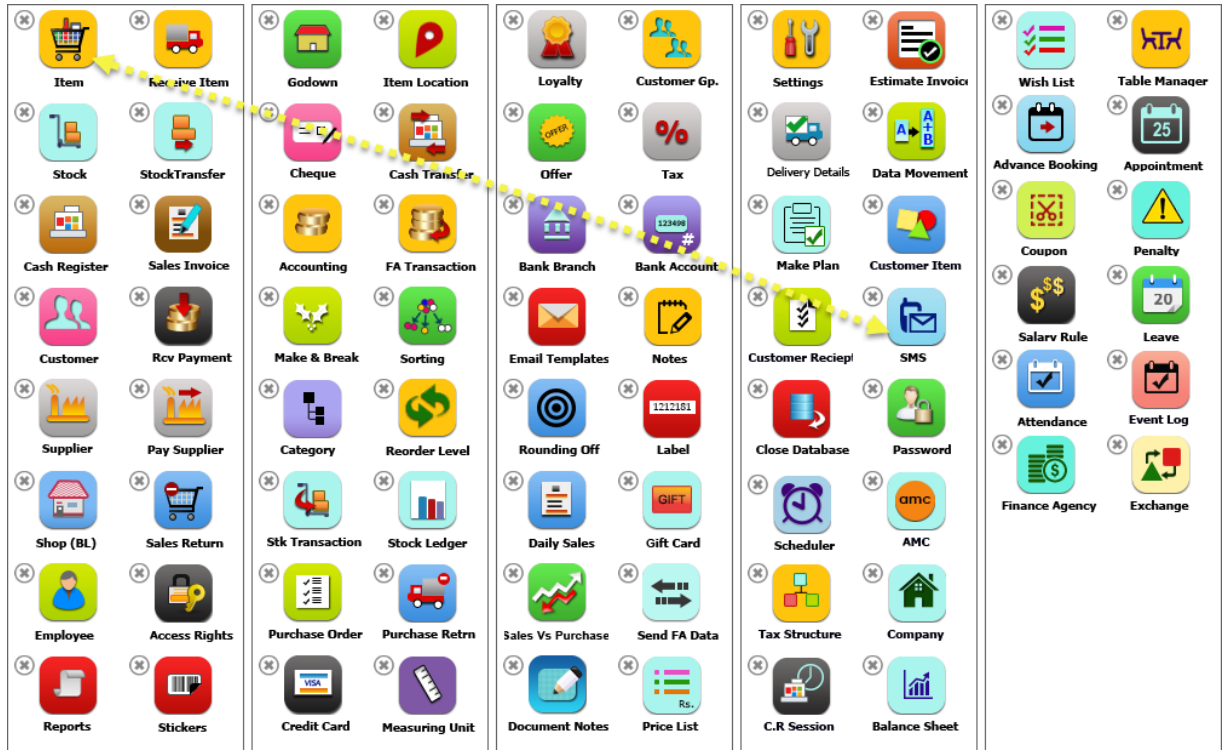 Item Receive Item
Stock StockTransfer
Cash Register Sales Invoice
Customer Rcv Payment
Supplier Pay Supplier
Shop (BL) Sales Return
Employee Access Rights
Reports Stickers
Godown Item Location
Cheque Cash Transfer
Accounting FA Transaction
Make & Break Sorting
Category Reorder Level
Stk Transaction Stock Ledger
Purchase Order Purchase Retrn
VISA
Credit Card Measuring Unit
Loyalty Customer Gp.
OFFER %
Offer Tax
123498
#
Bank Branch Bank Account
Email Templates Notes
1212181
Rounding Off Label
GIFT
Daily Sales Gift Card
Sales Vs Purchase Send FA Data
Rs.
Document Notes Price List
Settings Estimate Invoice
A A+B
Delivery Details Data Movement
Make Plan Customer Item
Customer Reciept SMS
Close Database Password
amc
Scheduler AMC
Tax Structure Company
C.R Session Balance Sheet
Wish List Table Manager
25
Advance Booking Appointment
!
Coupon Penalty
$$$ 20
Salary Rule Leave
Attendance Event Log
$
Finance Agency Exchange